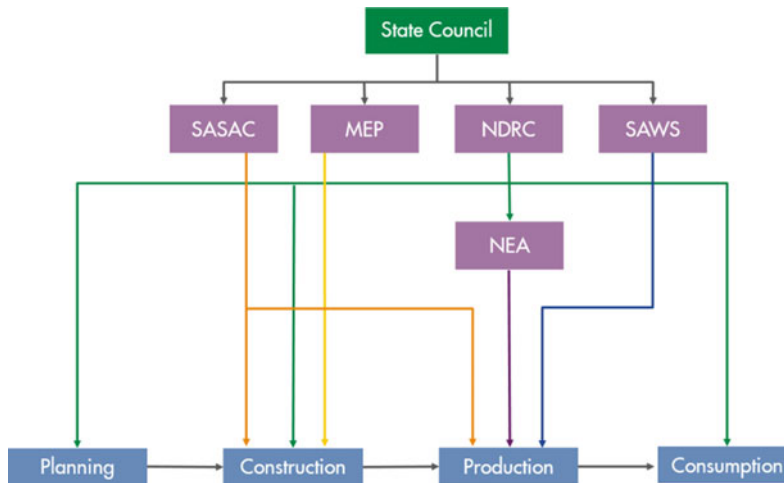 State Council
SASAC
MEP
NDRC
SAWS
NEA
Planning
Construction
Production
Consumption